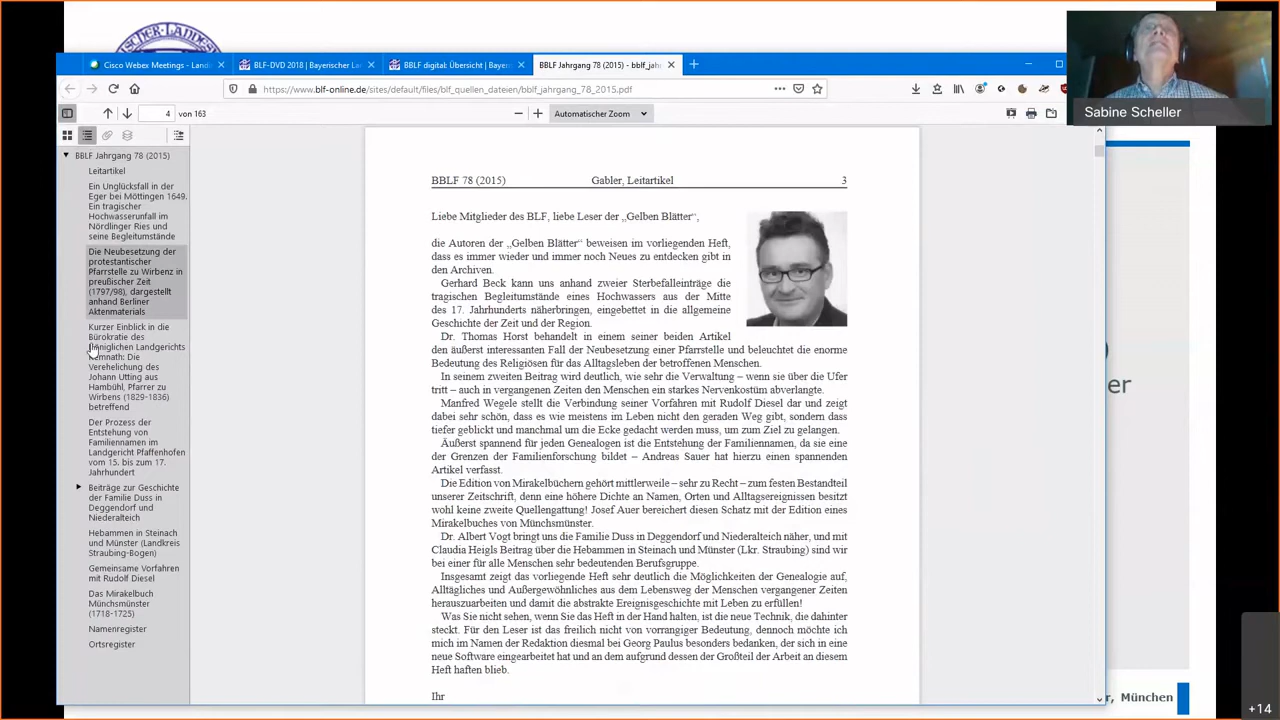 Cisco Webex Meetings - Land
BLF-DVD 2018 | Bayerischer La
BBLF digital: Übersicht | Bayern
BBLF Jahrgang 78 (2015) - bblf_jah
https://www.blf-online.de/sites/default/files/blf_quellen_dateien/bblf_jahrgang_78_2015.pdf
4 von 163
Automatischer Zoom
Sabine Scheller
BBLF Jahrgang 78 (2015)
Leitartikel
Ein Unglücksfall in der
Eger bei Möttingen 1649.
Ein tragischer
Hochwasserunfall im
Nördlinger Ries und
seine Begleitumstände
Die Neubesetzung der
protestantischer
Pfarrstelle zu Wirbenz in
preußischer Zeit
(1797/98), dargestellt
anhand Berliner
Aktenmaterials
Kurzer Einblick in die
Bürokratie des
Königlichen Landgerichts
Kemnath: Die
Verehelichung des
Johann Utting aus
Hambühl, Pfarrer zu
Wirbens (1829-1836)
betreffend
Der Prozess der
Entstehung von
Familiennamen im
Landgericht Pfaffenhofen
vom 15. bis zum 17.
Jahrhundert
Beiträge zur Geschichte
der Familie Duss in
Deggendorf und
Niederalteich
Hebammen in Steinach
und Münster (Landkreis
Straubing-Bogen)
Gemeinsame Vorfahren
mit Rudolf Diesel
Das Mirakelbuch
Münchsmünster
(1718-1725)
Namenregister
Ortsregister
BBLF 78 (2015) Gabler, Leitartikel 3
Liebe Mitglieder des BLF, liebe Leser der „Gelben Blätter“,
die Autoren der „Gelben Blätter“ beweisen im vorliegenden Heft,
dass es immer wieder und immer noch Neues zu entdecken gibt in
den Archiven.
Gerhard Beck kann uns anhand zweier Sterbefalleinträge die
tragischen Begleitumstände eines Hochwassers aus der Mitte
des 17. Jahrhunderts näherbringen, eingebettet in die allgemeine
Geschichte der Zeit und der Region.
Dr. Thomas Horst behandelt in einem seiner beiden Artikel
den äußerst interessanten Fall der Neubesetzung einer Pfarrstelle und beleuchtet die enorme
Bedeutung des Religiösen für das Alltagsleben der betroffenen Menschen.
In seinem zweiten Beitrag wird deutlich, wie sehr die Verwaltung – wenn sie über die Ufer
tritt – auch in vergangenen Zeiten den Menschen ein starkes Nervenkostüm abverlangte.
Manfred Wegele stellt die Verbindung seiner Vorfahren mit Rudolf Diesel dar und zeigt
dabei sehr schön, dass es wie meistens im Leben nicht den geraden Weg gibt, sondern dass
tiefer geblickt und manchmal um die Ecke gedacht werden muss, um zum Ziel zu gelangen.
Äußerst spannend für jeden Genealogen ist die Entstehung der Familiennamen, da sie eine
der Grenzen der Familienforschung bildet – Andreas Sauer hat hierzu einen spannenden
Artikel verfasst.
Die Edition von Mirakelbüchern gehört mittlerweile – sehr zu Recht – zum festen Bestandteil
unserer Zeitschrift, denn eine höhere Dichte an Namen, Orten und Alltagsereignissen besitzt
wohl keine zweite Quellengattung! Josef Auer bereichert diesen Schatz mit der Edition eines
Mirakelbuches von Münchsmünster.
Dr. Albert Vogt bringt uns die Familie Duss in Deggendorf und Niederalteich näher, und mit
Claudia Heigls Beitrag über die Hebammen in Steinach und Münster (Lkr. Straubing) sind wir
bei einer für alle Menschen sehr bedeutenden Berufsgruppe.
Insgesamt zeigt das vorliegende Heft sehr deutlich die Möglichkeiten der Genealogie auf,
Alltägliches und Außergewöhnliches aus dem Lebensweg der Menschen vergangener Zeiten
herauszuarbeiten und damit die abstrakte Ereignisgeschichte mit Leben zu erfüllen!
Was Sie nicht sehen, wenn Sie das Heft in der Hand halten, ist die neue Technik, die dahinter
steckt. Für den Leser ist das freilich nicht von vorrangiger Bedeutung, dennoch möchte ich
mich im Namen der Redaktion diesmal bei Georg Paulus besonders bedanken, der sich in eine
neue Software eingearbeitet hat und an dem aufgrund dessen der Großteil der Arbeit an diesem
Heft haften blieb.
Ihr
er
r, München
+14